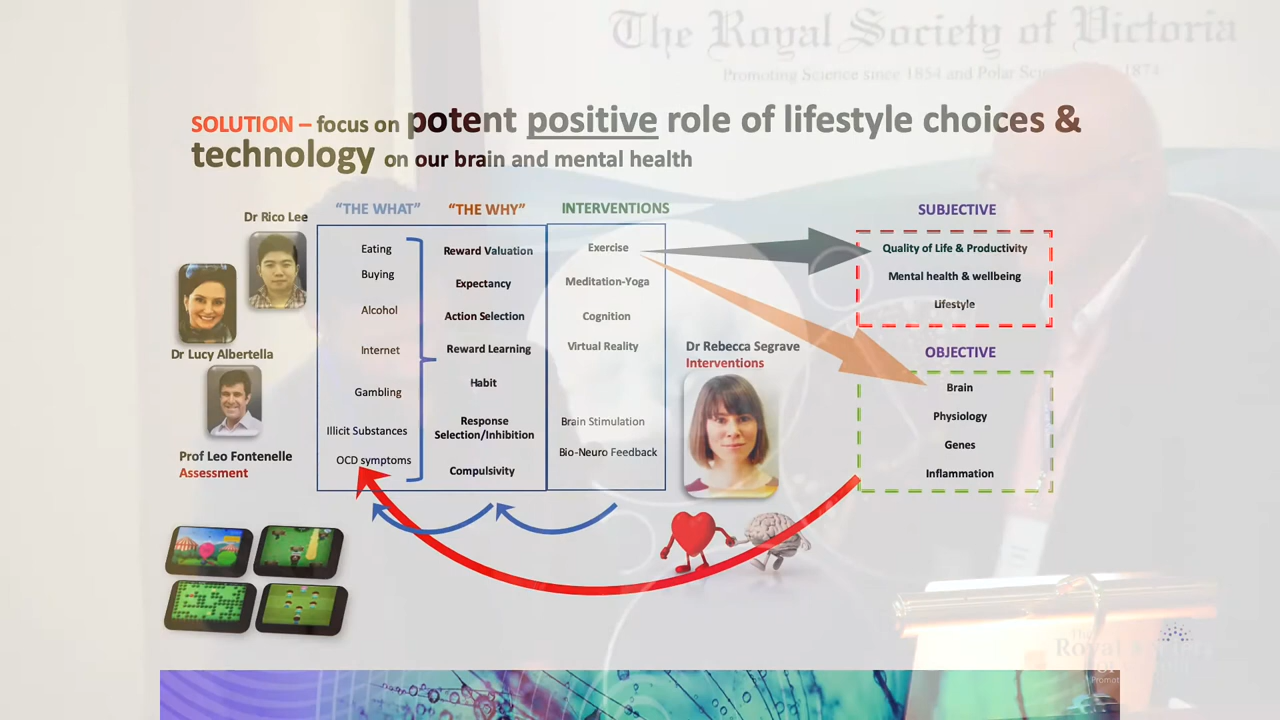 The Royal Society of Victoria
Promoting Science since 1854 and Polar 1874
SOLUTION – focus on potent positive role of lifestyle choices &
technology on our brain and mental health
Dr Rico Lee
Dr Lucy Albertella
Prof Leo Fontenelle
Assessment
"THE WHAT"
Eating
Buying
Alcohol
Internet
Gambling
Illicit Substances
OCD symptoms
"THE WHY"
Reward Valuation
Expectancy
Action Selection
Reward Learning
Habit
Response
Selection/Inhibition
Compulsivity
INTERVENTIONS
Exercise
Meditation-Yoga
Cognition
Virtual Reality
Brain Stimulation
Bio-Neuro Feedback
Dr Rebecca Segrave
Interventions
SUBJECTIVE
Quality of Life & Productivity
Mental health & wellbeing
Lifestyle
OBJECTIVE
Brain
Physiology
Genes
Inflammation
The
Royal